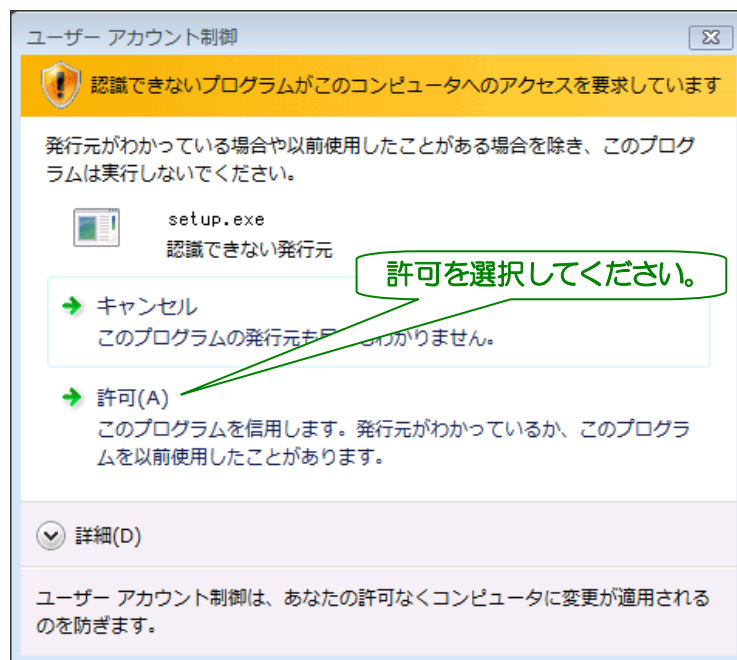 ユーザー アカウント制御
認識できないプログラムがこのコンピュータへのアクセスを要求しています
発行元がわかっている場合や以前使用したことがある場合を除き、このプログ
ラムは実行しないでください。
setup.exe
認識できない発行元
許可を選択してください。
キャンセル
このプログラムの発行元も
わかりません。
許可(A)
このプログラムを信用します。発行元がわかっているか、このプログラ
ムを以前使用したことがあります。
詳細(D)
ユーザー アカウント制御は、あなたの許可なくコンピュータに変更が適用される
のを防ぎます。